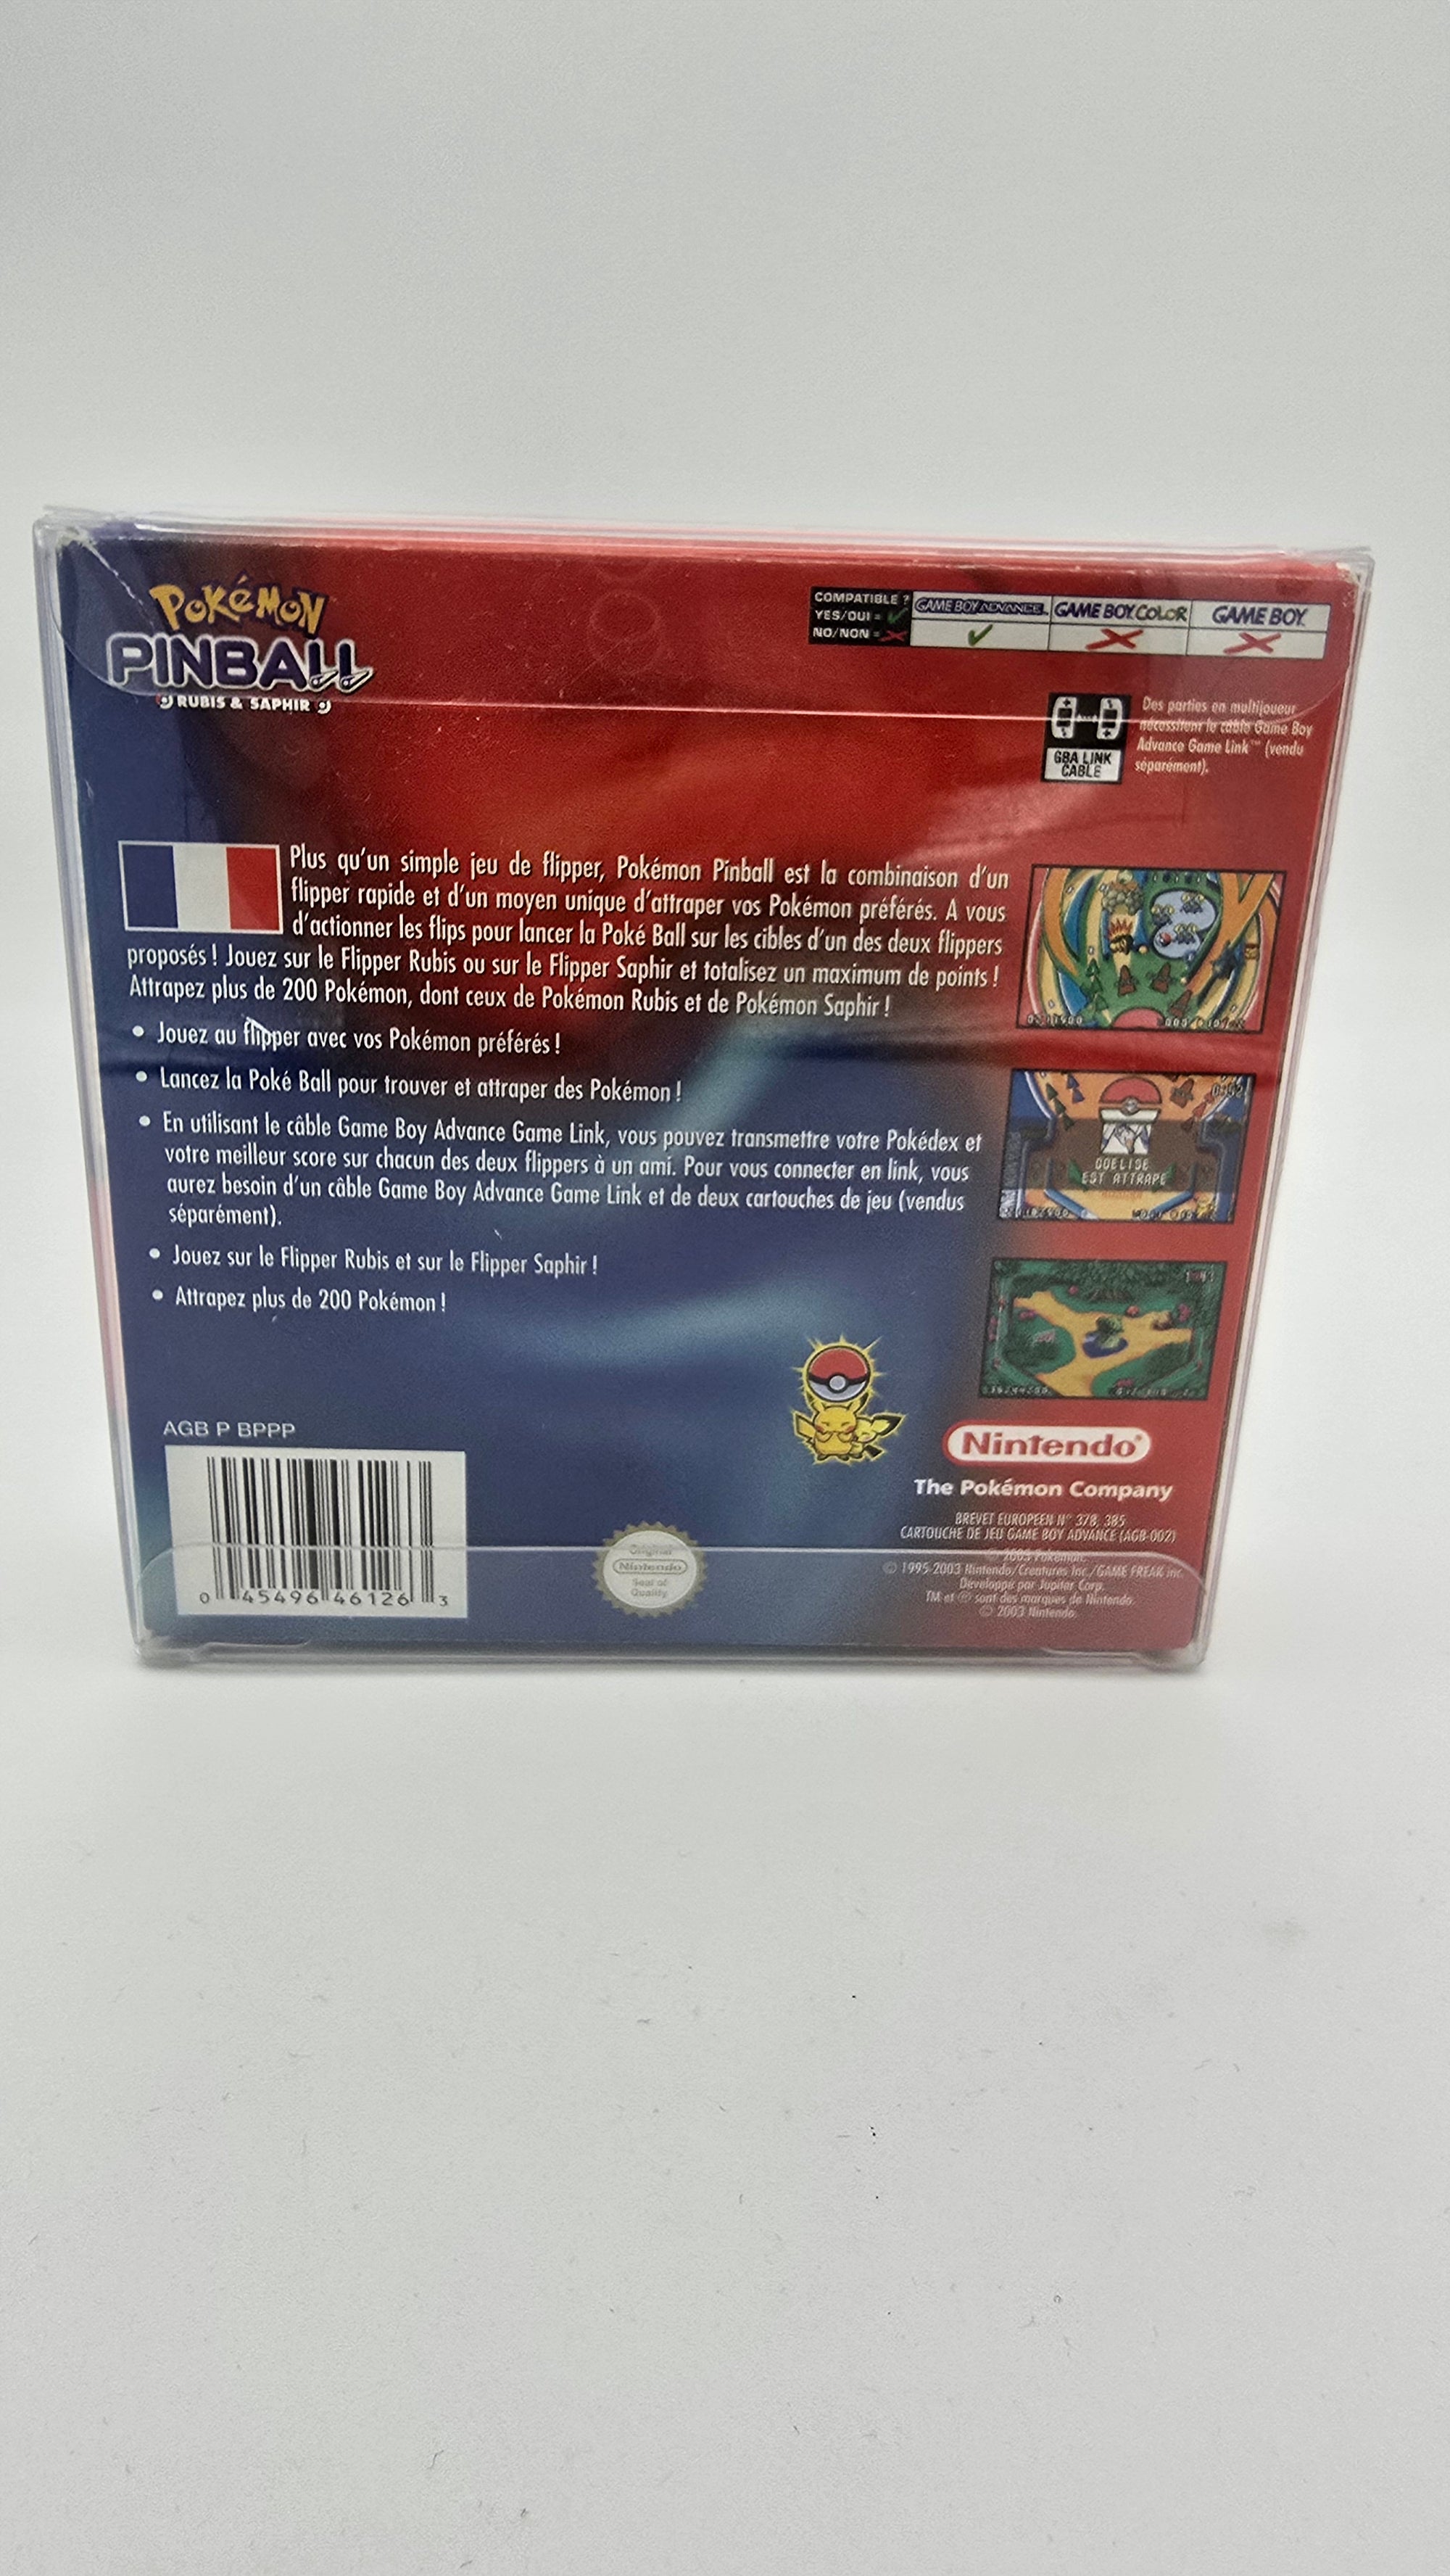 POKéMON
PINBALL
RUBIS & SAPHIR
COMPATIBLE ?
YES/OUI =
NO/NON =
GAME BOY ADVANCE
GAME BOY COLOR
GAME BOY
GBA LINK
CABLE
Des parties en multijoueur
nécessitent le câble Game Boy
Advance Game Link™ (vendu
séparément).
Plus qu'un simple jeu de flipper, Pokémon Pinball est la combinaison d'un
flipper rapide et d'un moyen unique d'attraper vos Pokémon préférés. A vous
d'actionner les flips pour lancer la Poké Ball sur les cibles d'un des deux flippers
proposés ! Jouez sur le Flipper Rubis ou sur le Flipper Saphir et totalisez un maximum de points !
Attrapez plus de 200 Pokémon, dont ceux de Pokémon Rubis et de Pokémon Saphir !
• Jouez au flipper avec vos Pokémon préférés !
• Lancez la Poké Ball pour trouver et attraper des Pokémon !
• En utilisant le câble Game Boy Advance Game Link, vous pouvez transmettre votre Pokédex et
votre meilleur score sur chacun des deux flippers à un ami. Pour vous connecter en link, vous
aurez besoin d'un câble Game Boy Advance Game Link et de deux cartouches de jeu (vendus
séparément).
• Jouez sur le Flipper Rubis et sur le Flipper Saphir !
• Attrapez plus de 200 Pokémon !
GOELISE
EST ATTRAPE
AGB P BPPP
0 45496 46126 3
Original
Nintendo
Seal of
Quality
Nintendo®
The Pokémon Company
BREVET EUROPEEN N° 378, 385
CARTOUCHE DE JEU GAME BOY ADVANCE (AGB-002)
© 2003 Pokémon.
© 1995-2003 Nintendo/Creatures Inc./GAME FREAK inc.
Développé par Jupiter Corp.
TM et ® sont des marques de Nintendo.
© 2003 Nintendo.